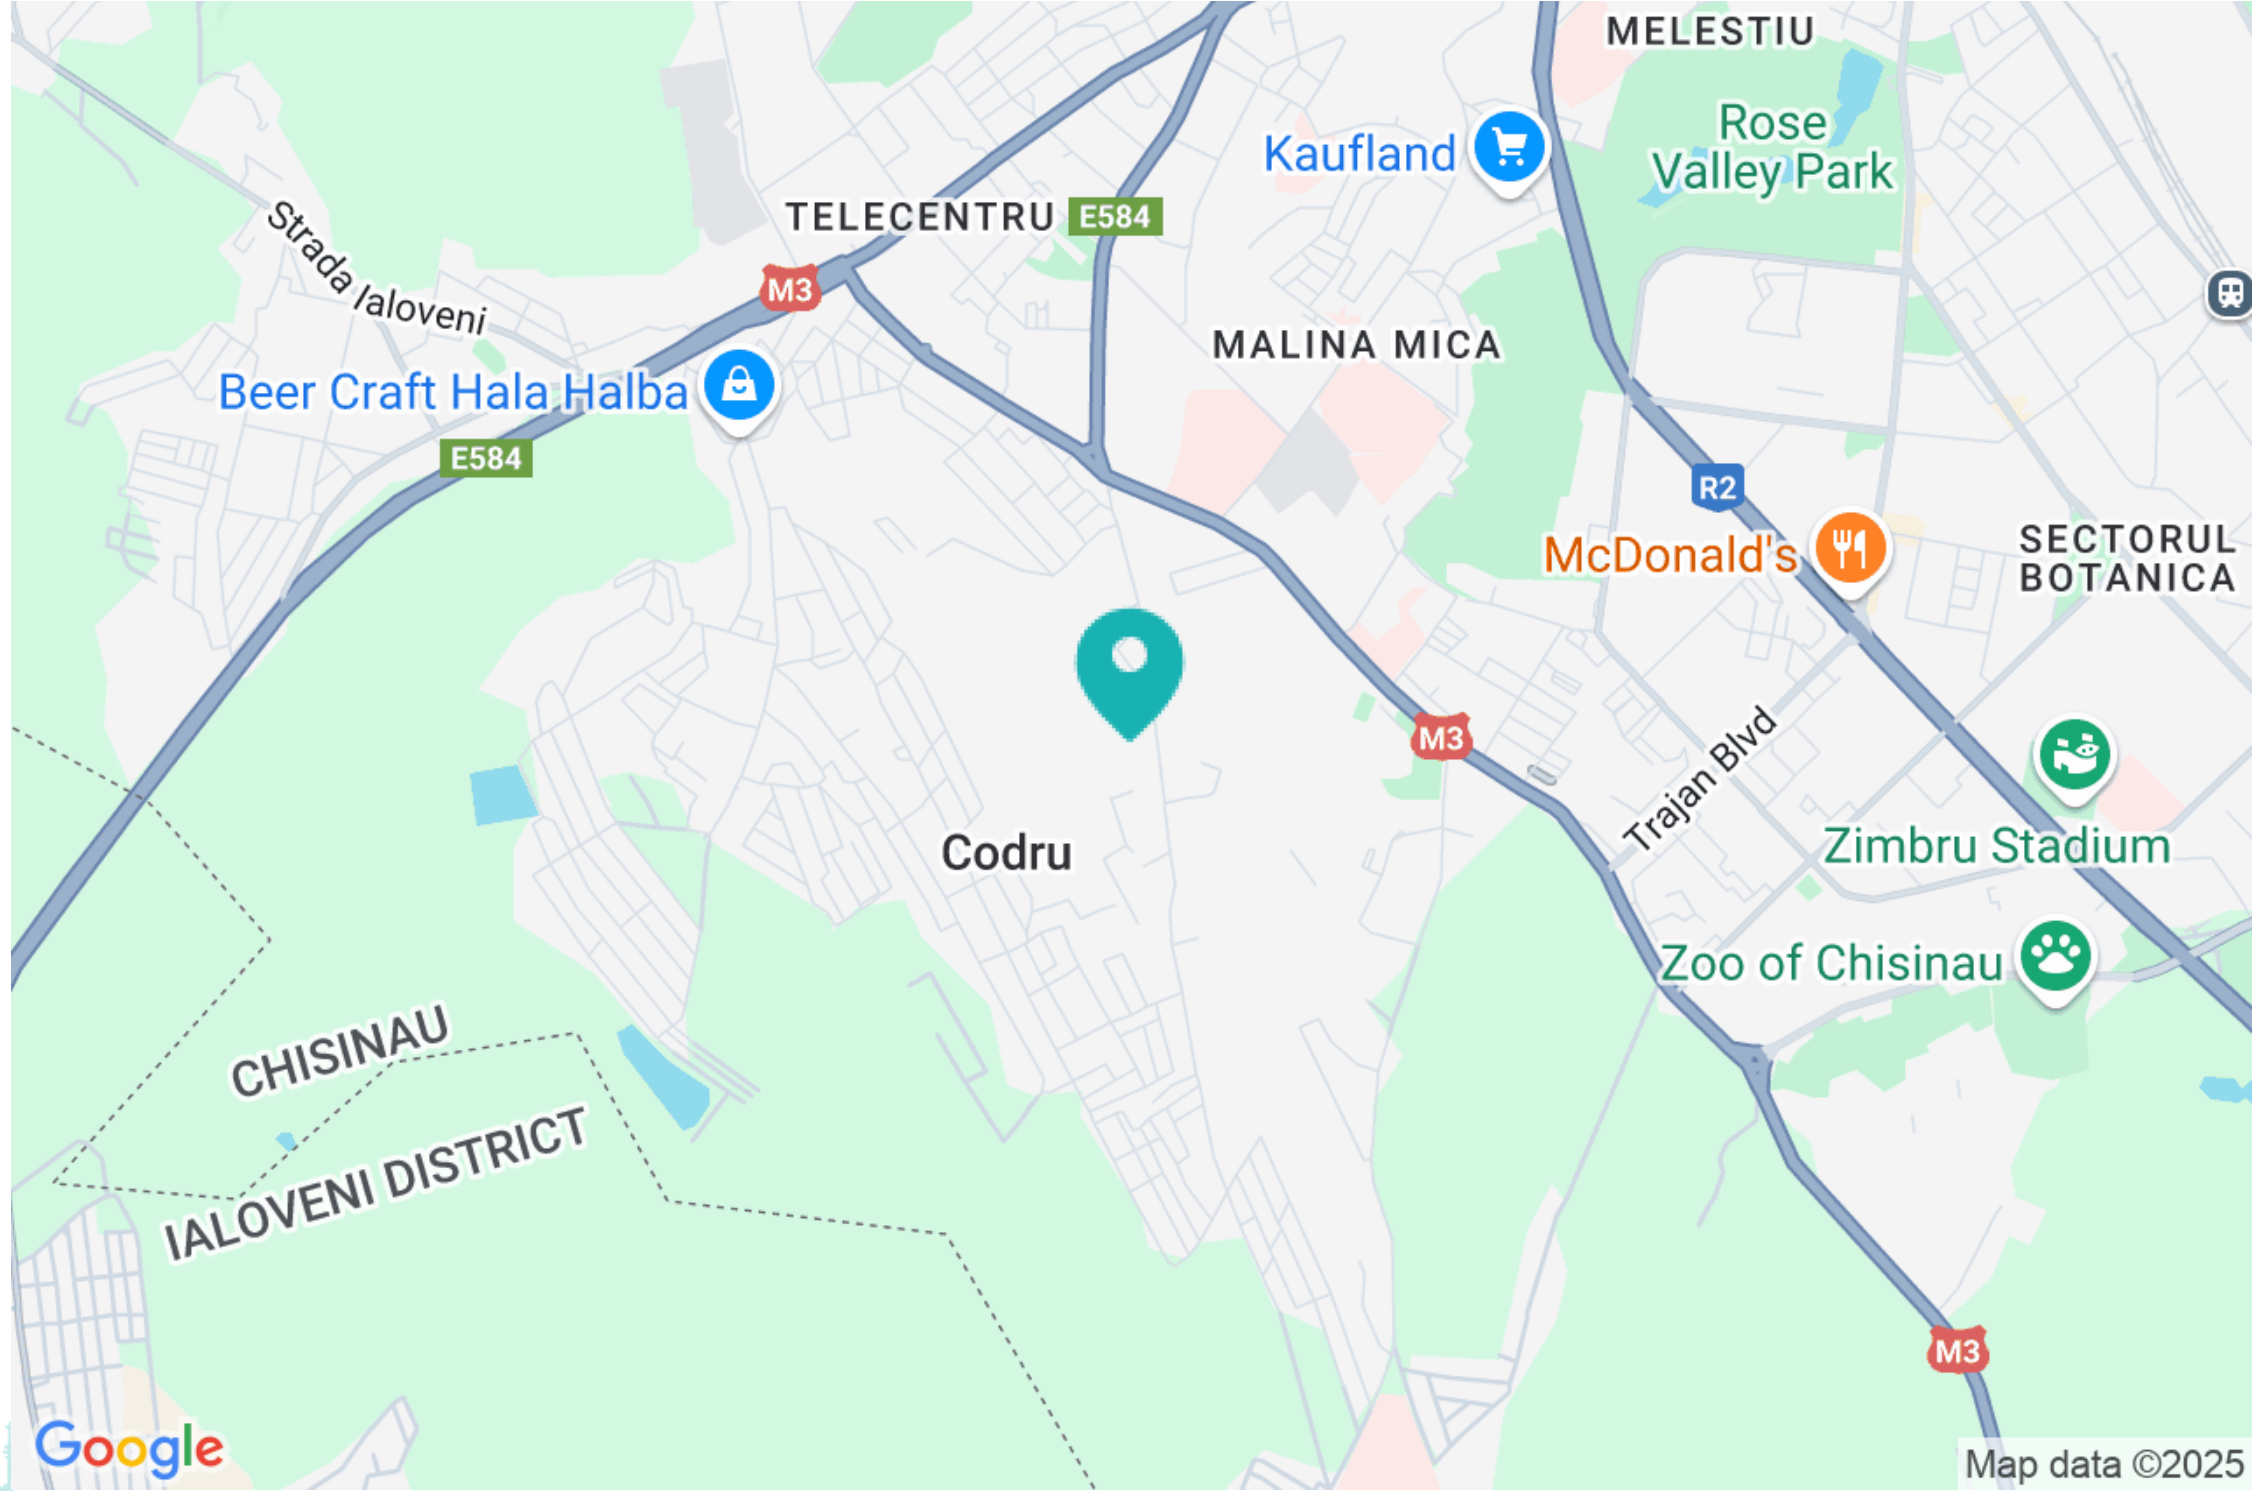 MELESTIU
Rose
Valley Park
Kaufland
TELECENTRU
E584
Strada Ialoveni
M3
MALINA MICA
Beer Craft Hala Halba
E584
R2
McDonald's
SECTORUL
BOTANICA
M3
Trajan Blvd
Codru
Zimbru Stadium
Zoo of Chisinau
CHISINAU
IALOVENI DISTRICT
M3
Google
Map data ©2025